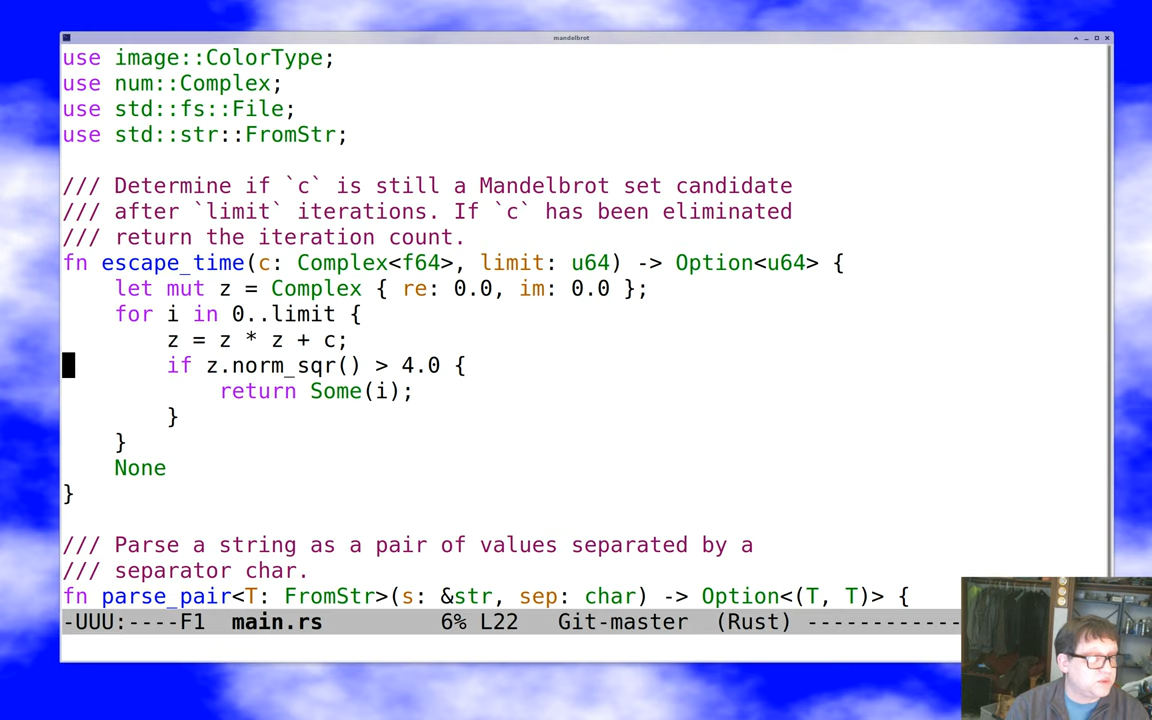 mandelbrot
use image::ColorType;
use num::Complex;
use std::fs::File;
use std::str::FromStr;
/// Determine if `c` is still a Mandelbrot set candidate
/// after `limit` iterations. If `c` has been eliminated
/// return the iteration count.
fn escape_time(c: Complex<f64>, limit: u64) -> Option<u64> {
    let mut z = Complex { re: 0.0, im: 0.0 };
    for i in 0..limit {
        z = z * z + c;
        if z.norm_sqr() > 4.0 {
            return Some(i);
        }
    }
    None
}
/// Parse a string as a pair of values separated by a
/// separator char.
fn parse_pair<T: FromStr>(s: &str, sep: char) -> Option<(T, T)> {
-UUU:----F1  main.rs         6% L22   Git-master  (Rust) ------------